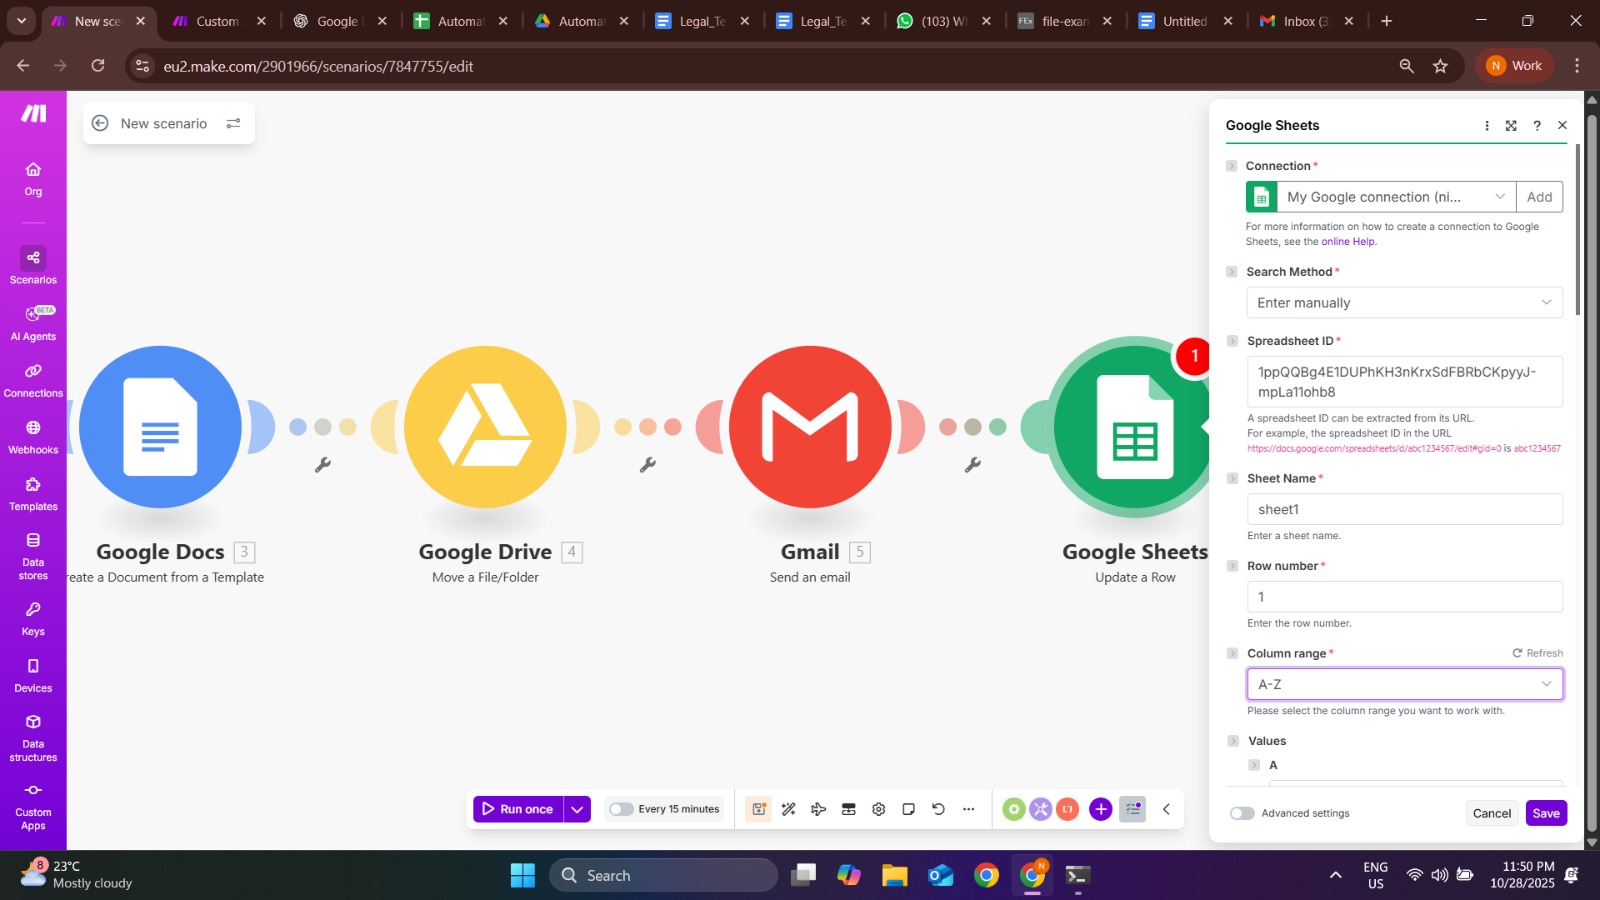 New sce
Custom
Google
Automat
Automat
Legal_Te
Legal_Te
(103) Wh
FEx
file-exam
Untitled
Inbox (3
eu2.make.com/2901966/scenarios/7847755/edit
N Work
New scenario
Org
Scenarios
BETA
AI Agents
Connections
Webhooks
Templates
Data
stores
Keys
Devices
Data
structures
Custom
Apps
Google Docs 3
reate a Document from a Template
Google Drive 4
Move a File/Folder
Gmail 5
Send an email
1
Google Sheets
Update a Row
Google Sheets
Connection*
My Google connection (ni...
Add
For more information on how to create a connection to Google
Sheets, see the online Help.
Search Method*
Enter manually
Spreadsheet ID*
1ppQQBg4E1DUPhKH3nKrxSdFBRbCKpyyJ-
mpLa11ohb8
A spreadsheet ID can be extracted from its URL.
For example, the spreadsheet ID in the URL
https://docs.google.com/spreadsheets/d/abc1234567/edit#gid=0 is abc1234567
Sheet Name*
sheet1
Enter a sheet name.
Row number*
1
Enter the row number.
Column range*
Refresh
A-Z
Please select the column range you want to work with.
Values
A
Advanced settings
Cancel
Save
Run once
Every 15 minutes
8
23°C
Mostly cloudy
Search
N
ENG
US
11:50 PM
10/28/2025